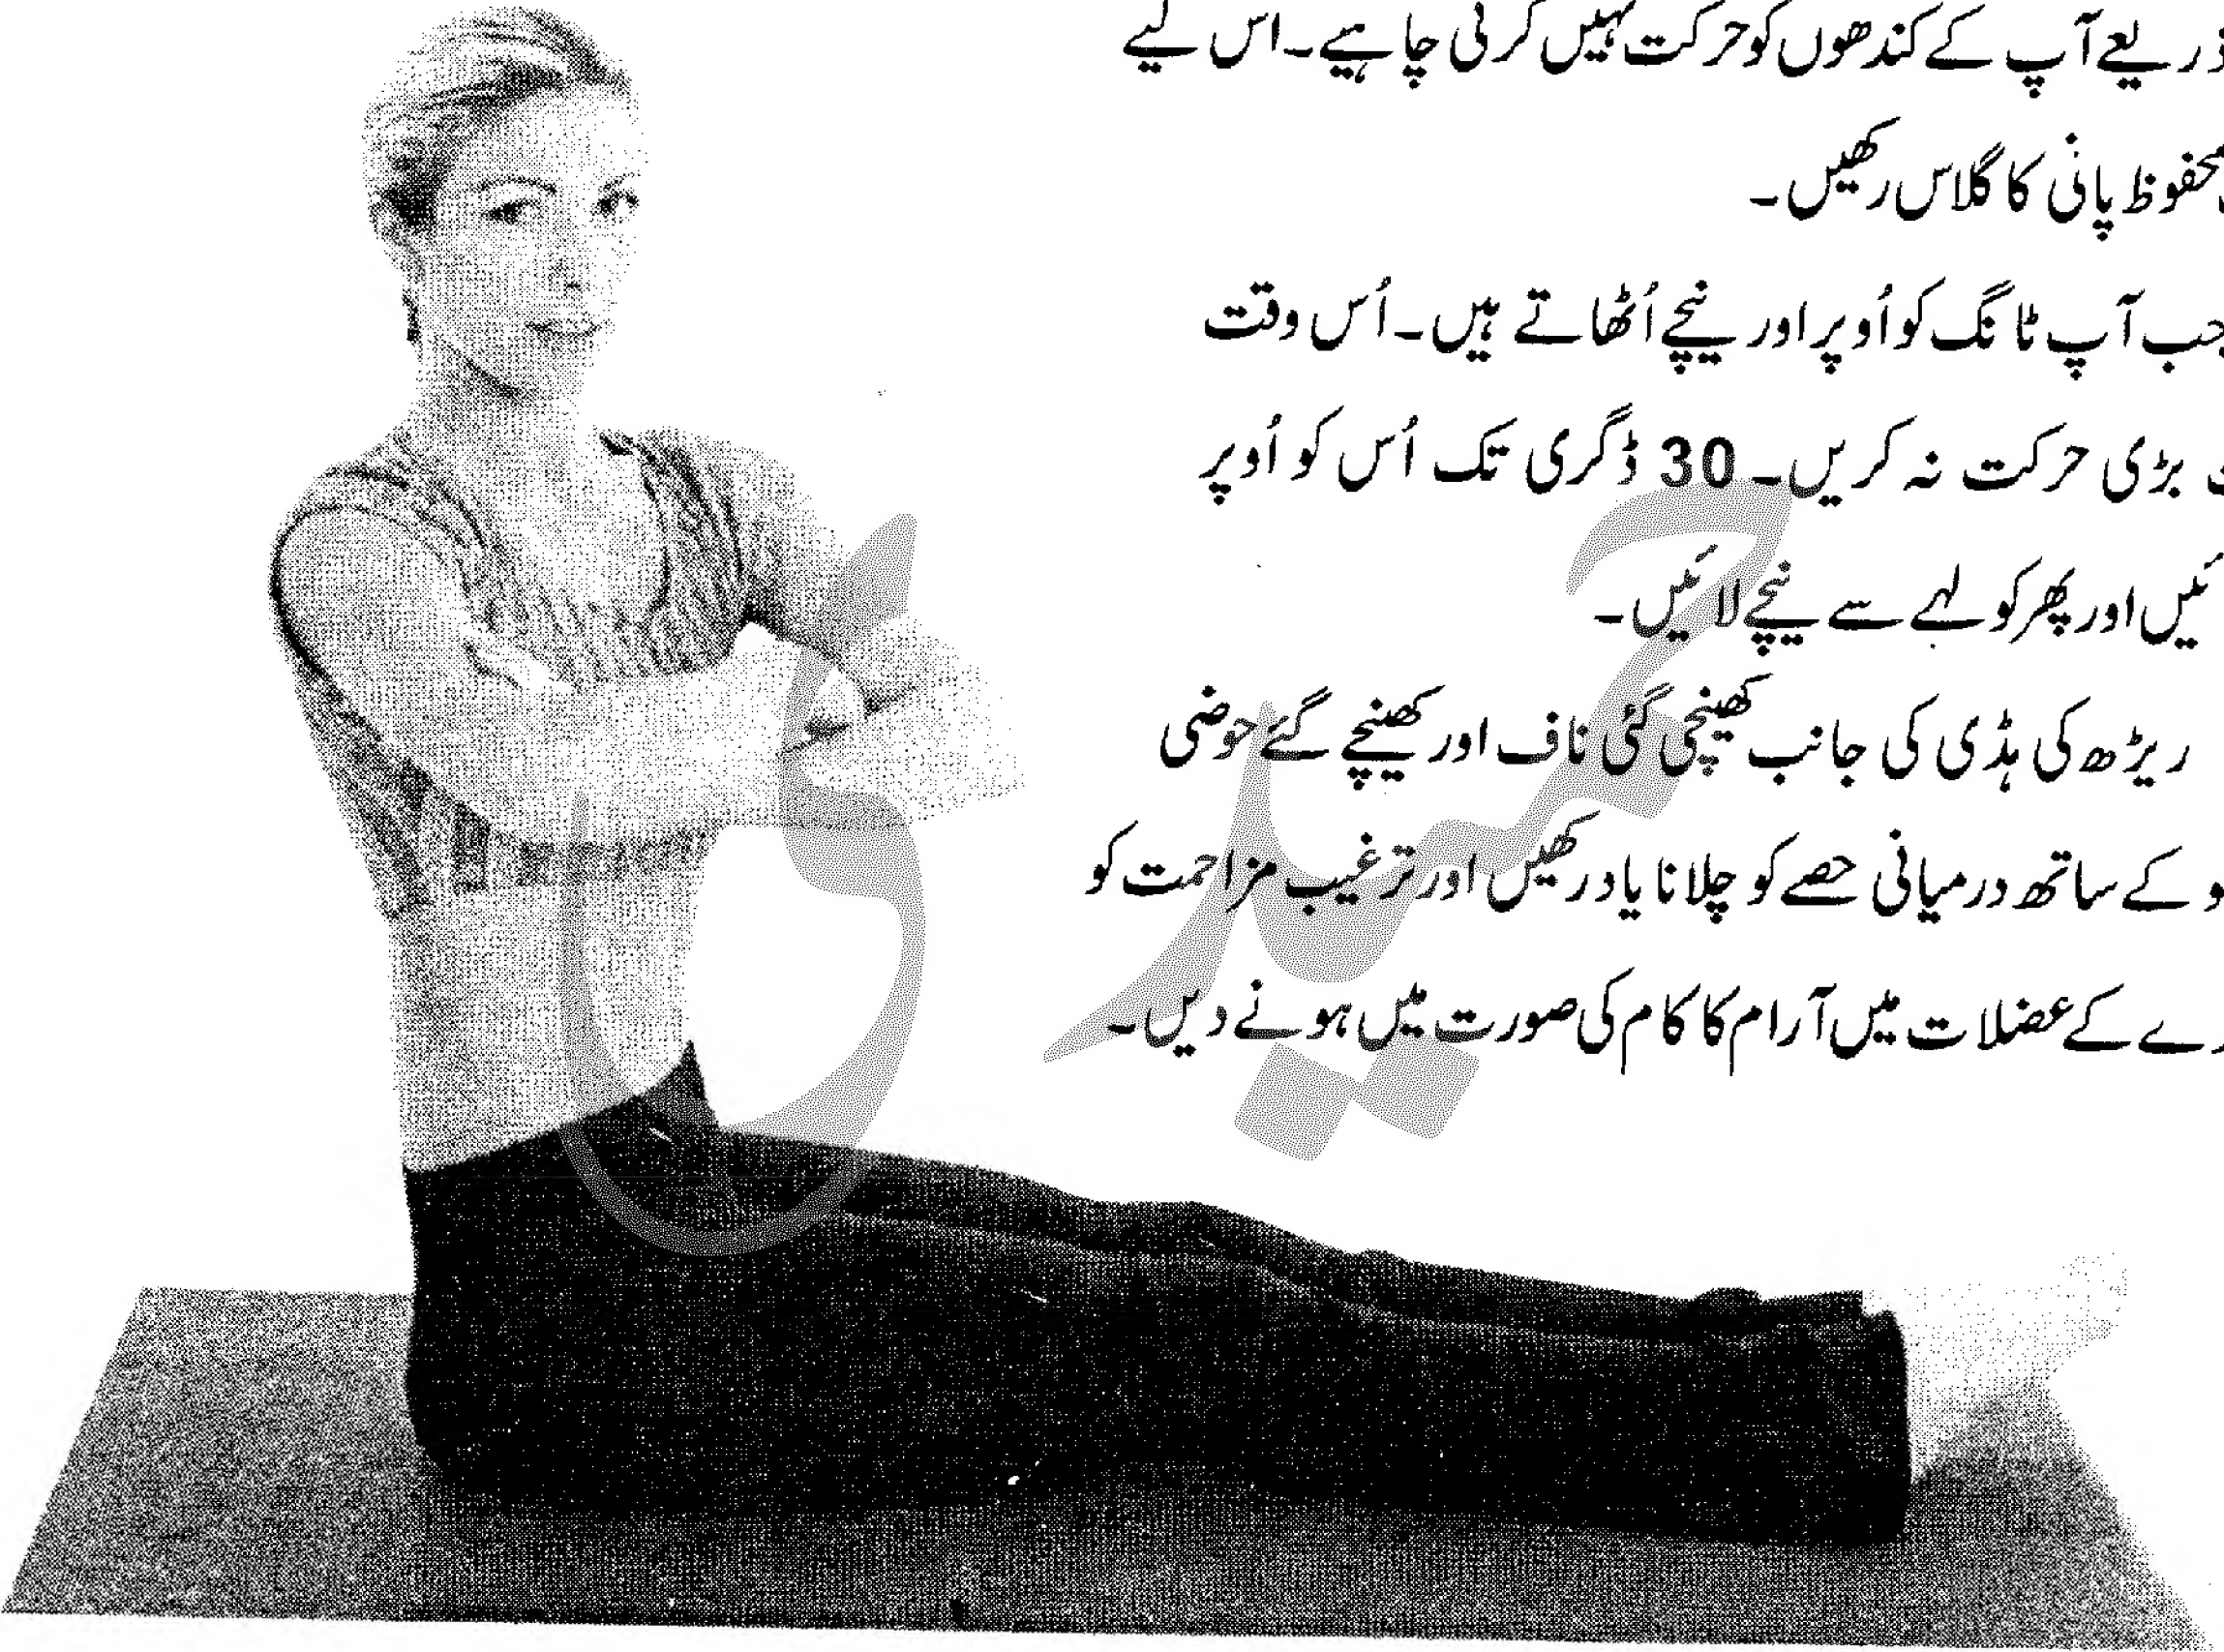 ذریعے آپ کے کندھوں کو حرکت نہیں کرنی چاہیے۔ اس لیے
محفوظ پانی کا گلاس رکھیں۔
جب آپ ٹانگ کو اُوپر اور نیچے اُٹھاتے ہیں۔ اُس وقت
بڑی حرکت نہ کریں۔ 30 ڈگری تک اُس کو اُوپر
ئیں اور پھر کولہے سے نیچے لائیں۔
ریڑھ کی ہڈی کی جانب کھینچی گئی ناف اور کھینچے گئے حوضی
و کے ساتھ درمیانی حصے کو چلانا یاد رکھیں اور ترغیب مزاحمت کو
کے عضلات میں آرام کا کام کی صورت میں ہونے دیں۔